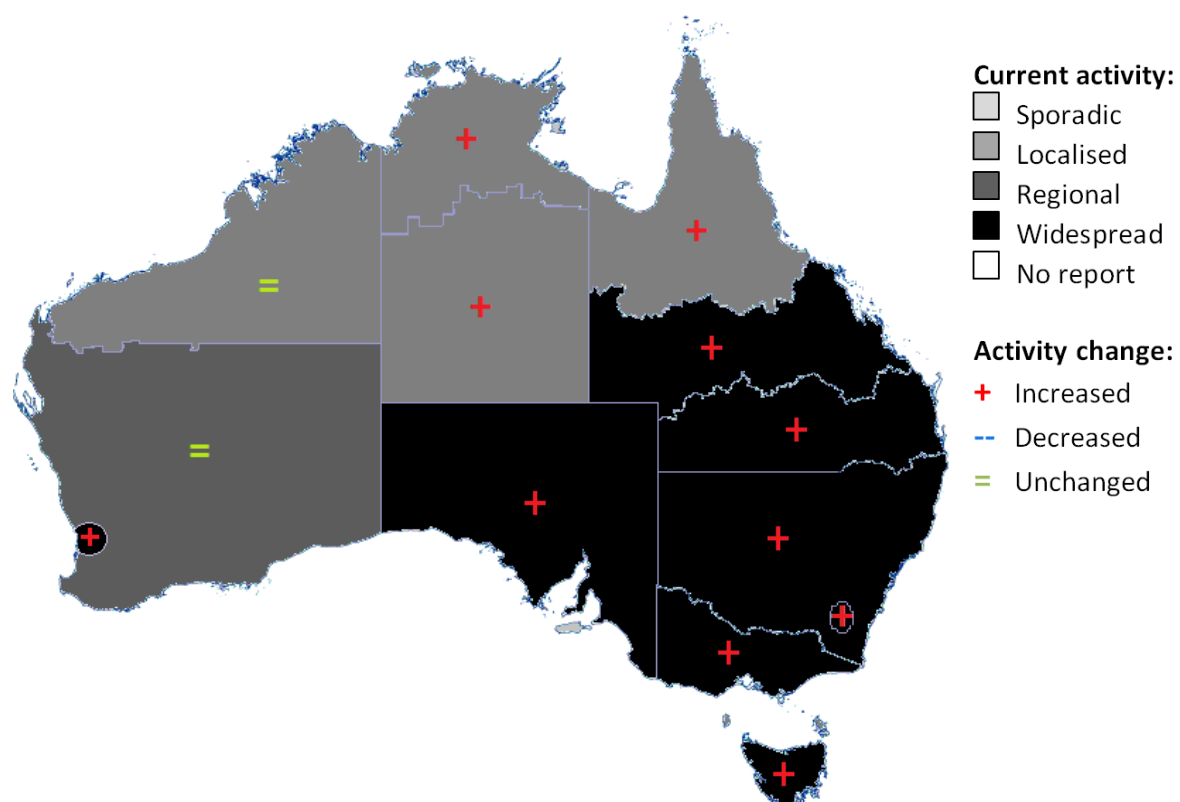 Current activity:
Sporadic
Localised
Regional
Widespread
No report
Activity change:
+ Increased
-- Decreased
= Unchanged